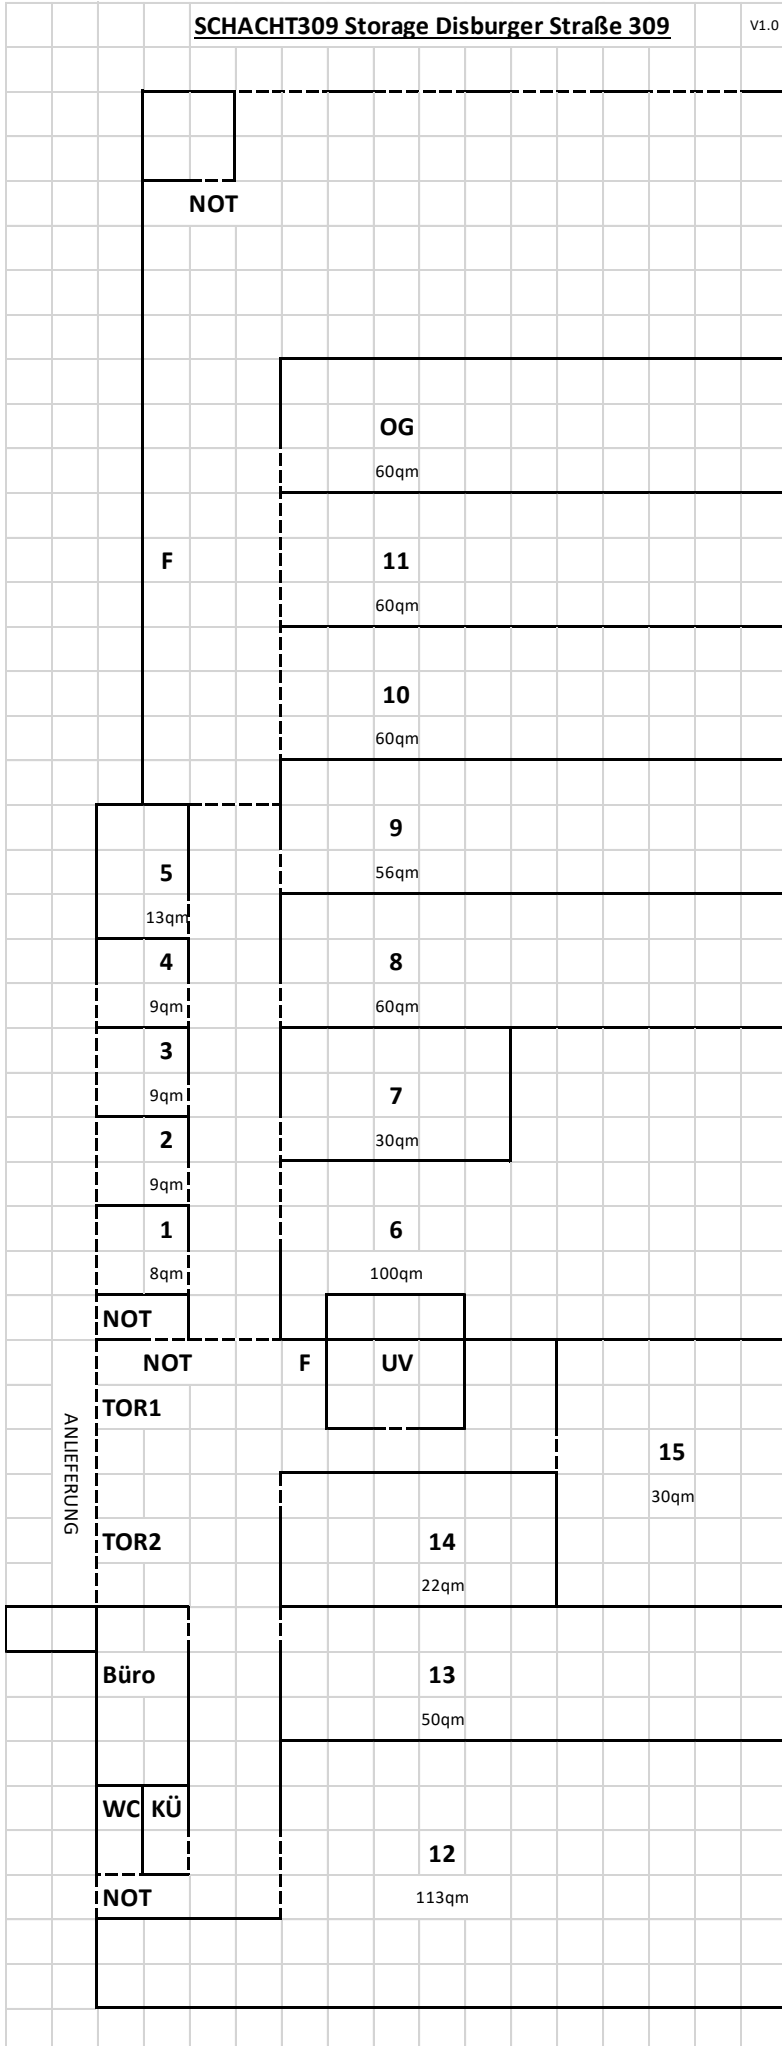 SCHACHT309 Storage Disburger Straße 309
V1.0
NOT
OG
60qm
F
11
60qm
10
60qm
9
56qm
5
13qm
4
8
9qm
60qm
3
9qm
7
30qm
2
9qm
1
6
8qm
100qm
NOT
NOT
F
UV
TOR1
ANLIEFERUNG
15
30qm
TOR2
14
22qm
Büro
13
50qm
WC
KÜ
12
NOT
113qm